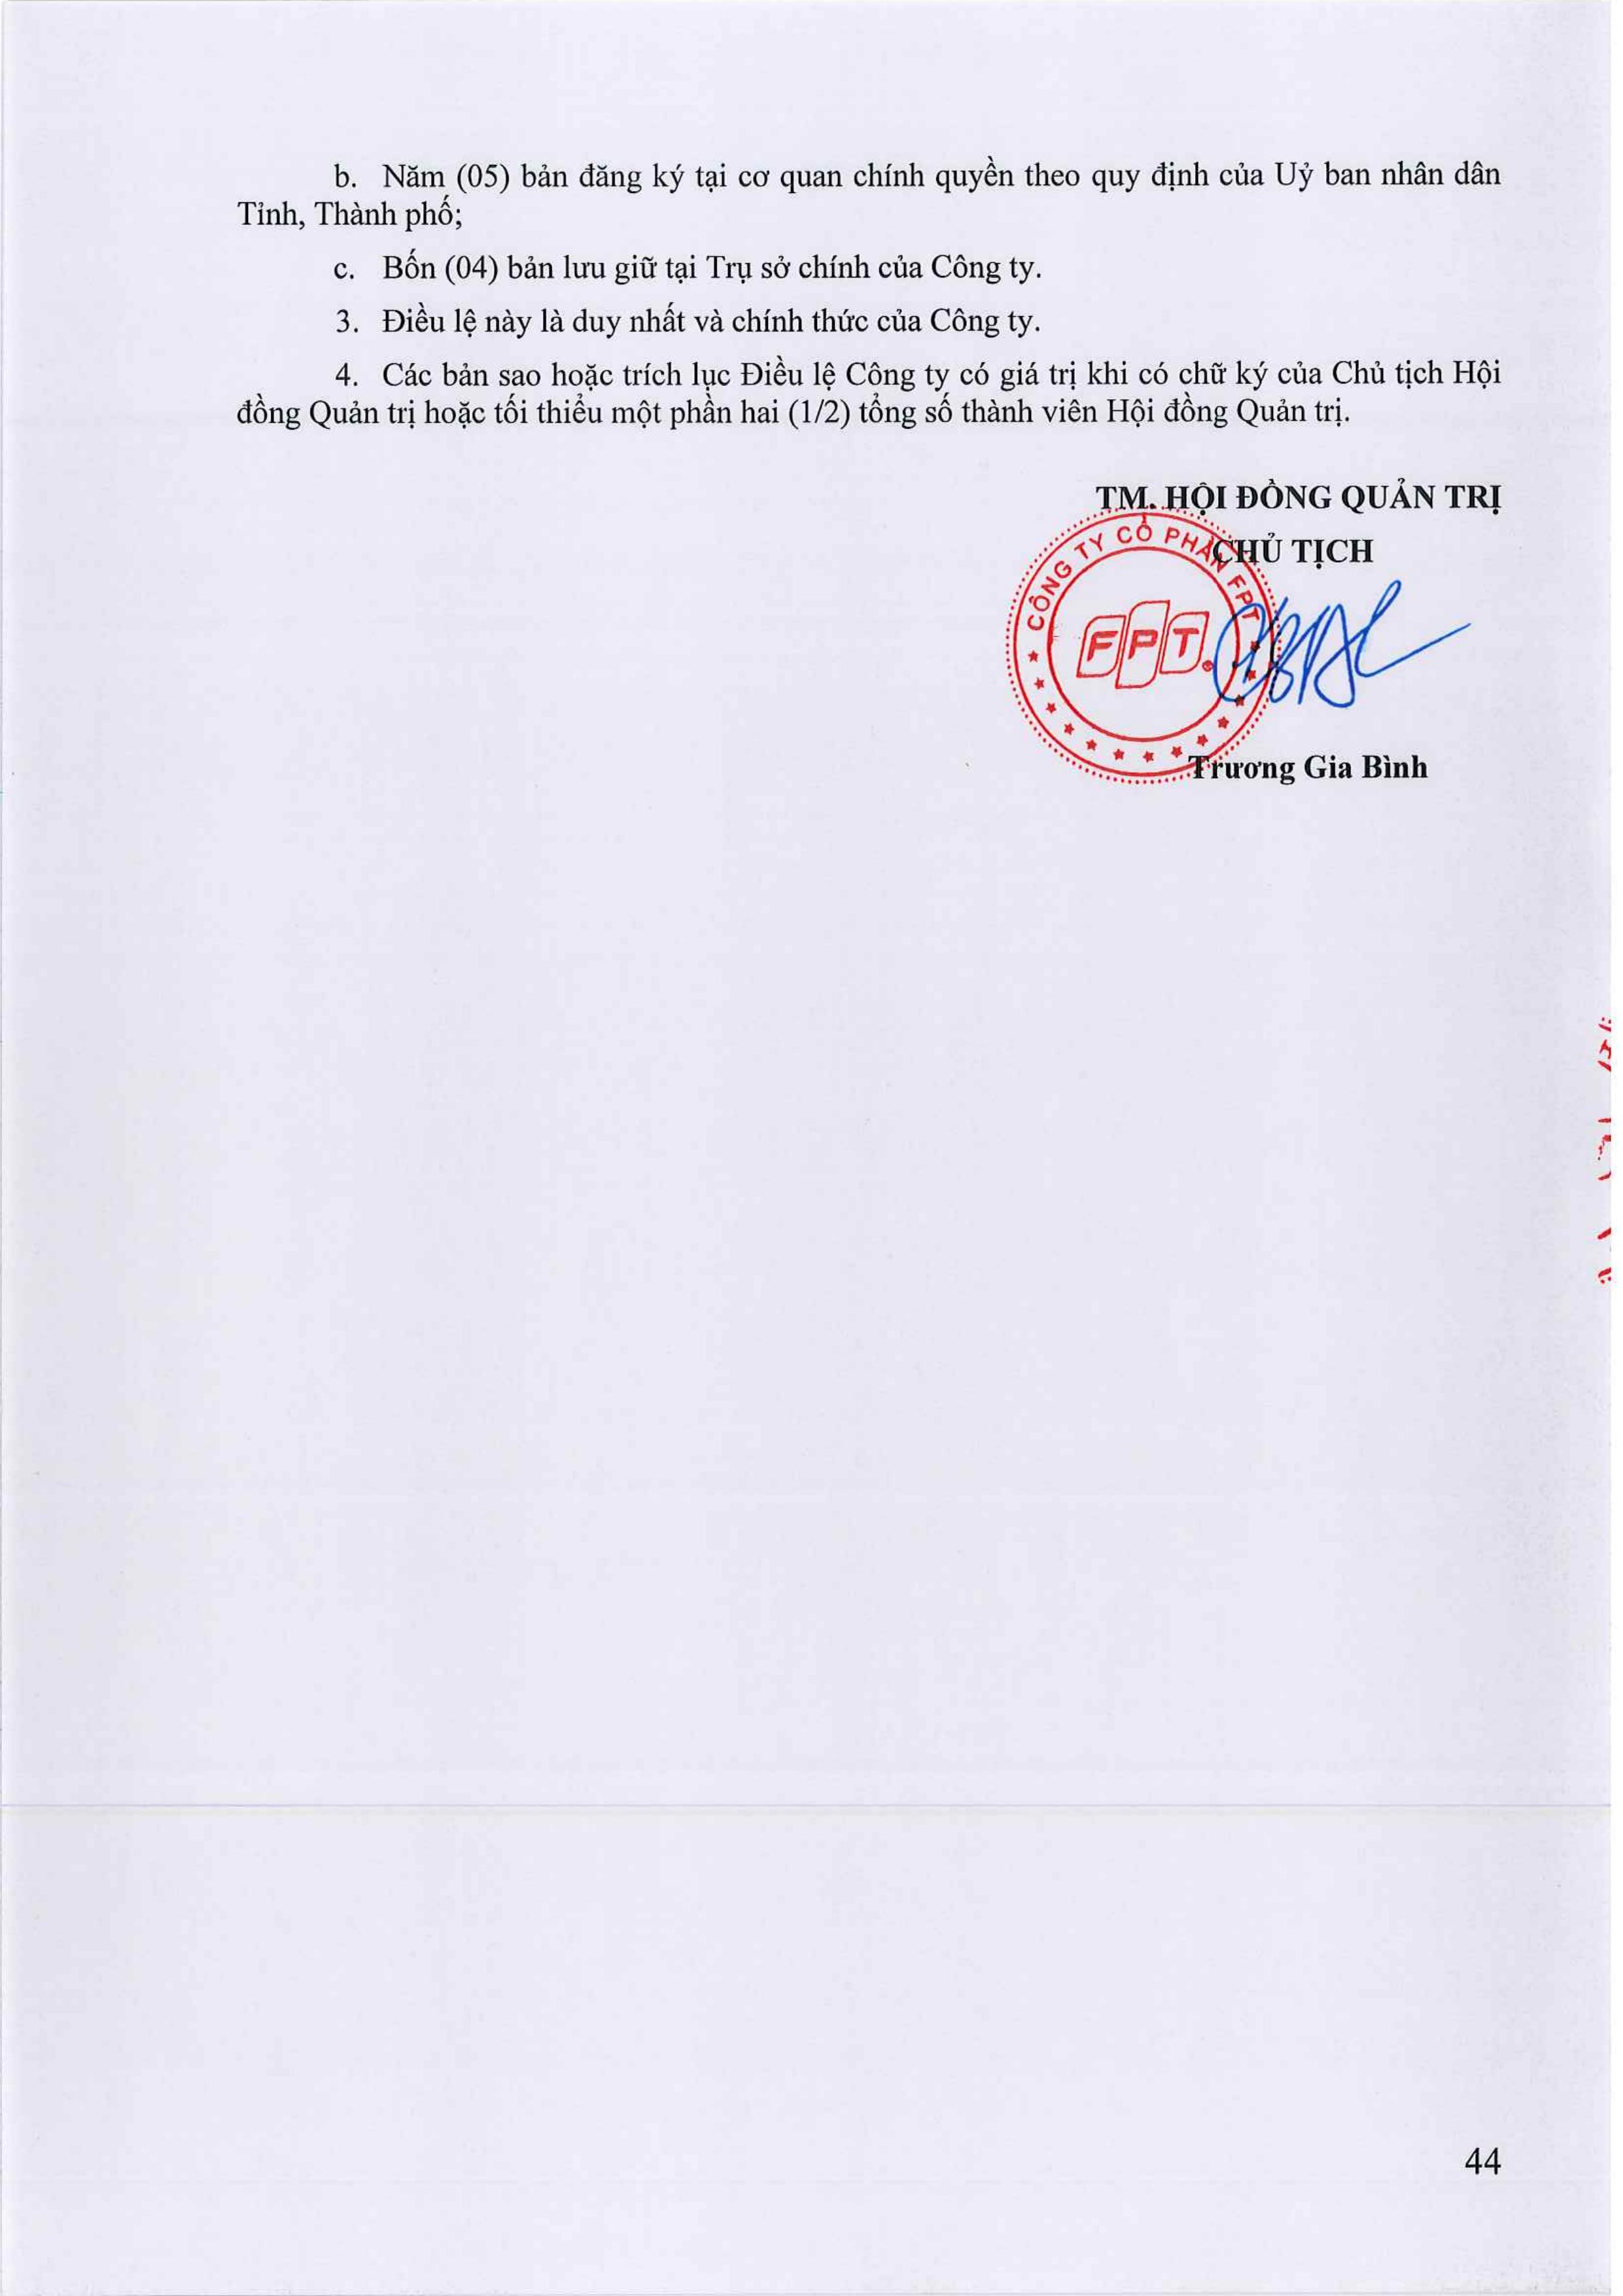 b. Năm (05) bản đăng ký tại cơ quan chính quyền theo quy định của Uỷ ban nhân dân
Tỉnh, Thành phố;
c. Bốn (04) bản lưu giữ tại Trụ sở chính của Công ty.
3. Điều lệ này là duy nhất và chính thức của Công ty.
4. Các bản sao hoặc trích lục Điều lệ Công ty có giá trị khi có chữ ký của Chủ tịch Hội
đồng Quản trị hoặc tối thiểu một phần hai (1/2) tổng số thành viên Hội đồng Quản trị.
TM. HỘI ĐỒNG QUẢN TRỊ
CHỦ TỊCH
CÔNG TY CỔ PHẦN FPT
FPT
Trương Gia Bình
44